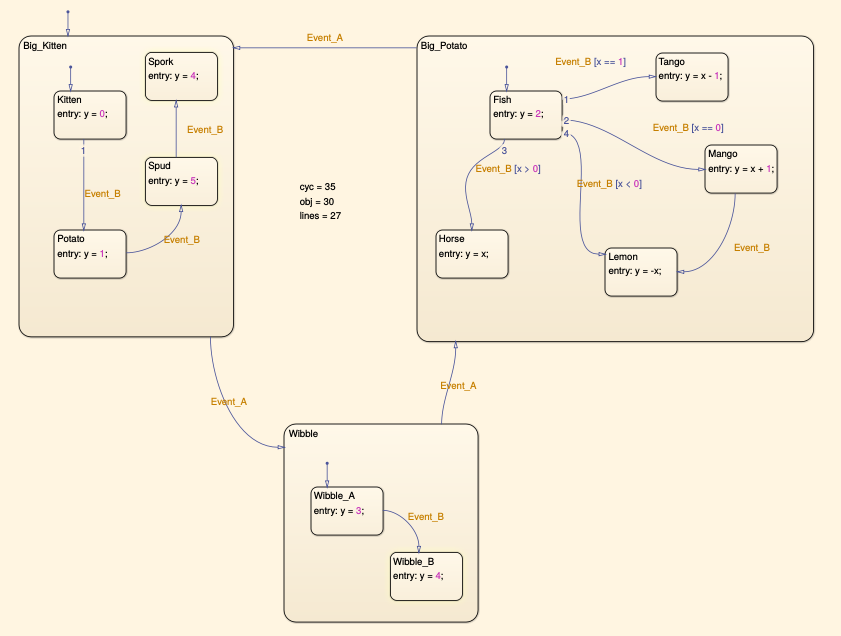 Big_Kitten
Kitten
entry: y = 0;
1
Event_B
Potato
entry: y = 1;
Event_B
Spud
entry: y = 5;
Event_B
Spork
entry: y = 4;
Event_A
cyc = 35
obj = 30
lines = 27
Big_Potato
Fish
entry: y = 2;
1
2
4
3
Event_B [x == 1]
Tango
entry: y = x - 1;
Event_B [x == 0]
Mango
entry: y = x + 1;
Event_B [x > 0]
Event_B [x < 0]
Horse
entry: y = x;
Lemon
entry: y = -x;
Event_B
Event_A
Event_A
Wibble
Wibble_A
entry: y = 3;
Event_B
Wibble_B
entry: y = 4;